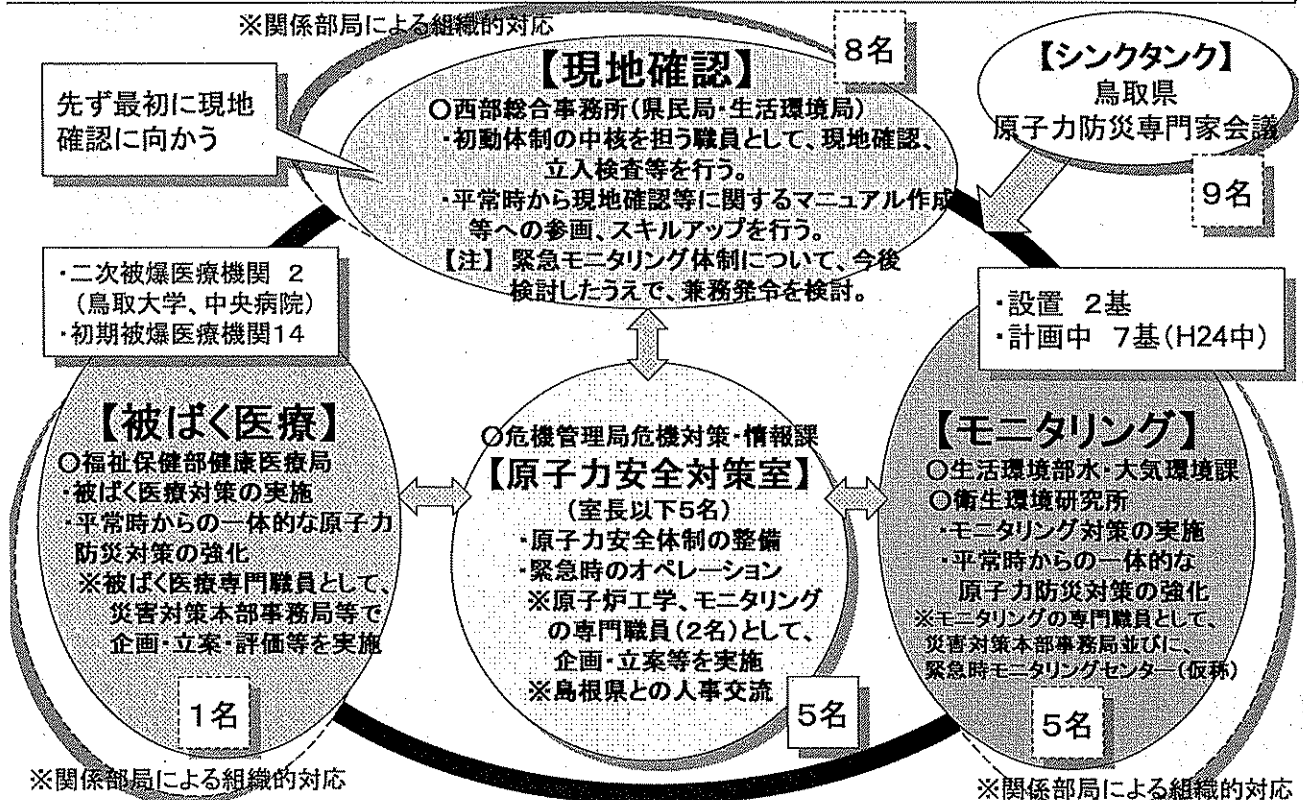 ※関係部局による組織的対応
8名
【シンクタンク】
鳥取県
原子力防災専門家会議
9名
先ず最初に現地
確認に向かう
【現地確認】
○西部総合事務所(県民局・生活環境局)
・初動体制の中核を担う職員として、現地確認、
立入検査等を行う。
・平常時から現地確認等に関するマニュアル作成
等への参画、スキルアップを行う。
【注】 緊急モニタリング体制について、今後
検討したうえで、兼務発令を検討。
・二次被爆医療機関 2
(鳥取大学、中央病院)
・初期被爆医療機関14
・設置 2基
・計画中 7基(H24中)
【被ばく医療】
○福祉保健部健康医療局
・被ばく医療対策の実施
・平常時からの一体的な原子力
防災対策の強化
※被ばく医療専門職員として、
災害対策本部事務局等で
企画・立案・評価等を実施
1名
※関係部局による組織的対応
○危機管理局危機対策・情報課
【原子力安全対策室】
(室長以下5名)
・原子力安全体制の整備
・緊急時のオペレーション
※原子炉工学、モニタリング
の専門職員(2名)として、
企画・立案等を実施
※島根県との人事交流
5名
【モニタリング】
○生活環境部水・大気環境課
○衛生環境研究所
・モニタリング対策の実施
・平常時からの一体的な
原子力防災対策の強化
※モニタリングの専門職員として、
災害対策本部事務局並びに、
緊急時モニタリングセンター(仮称)
5名
※関係部局による組織的対応